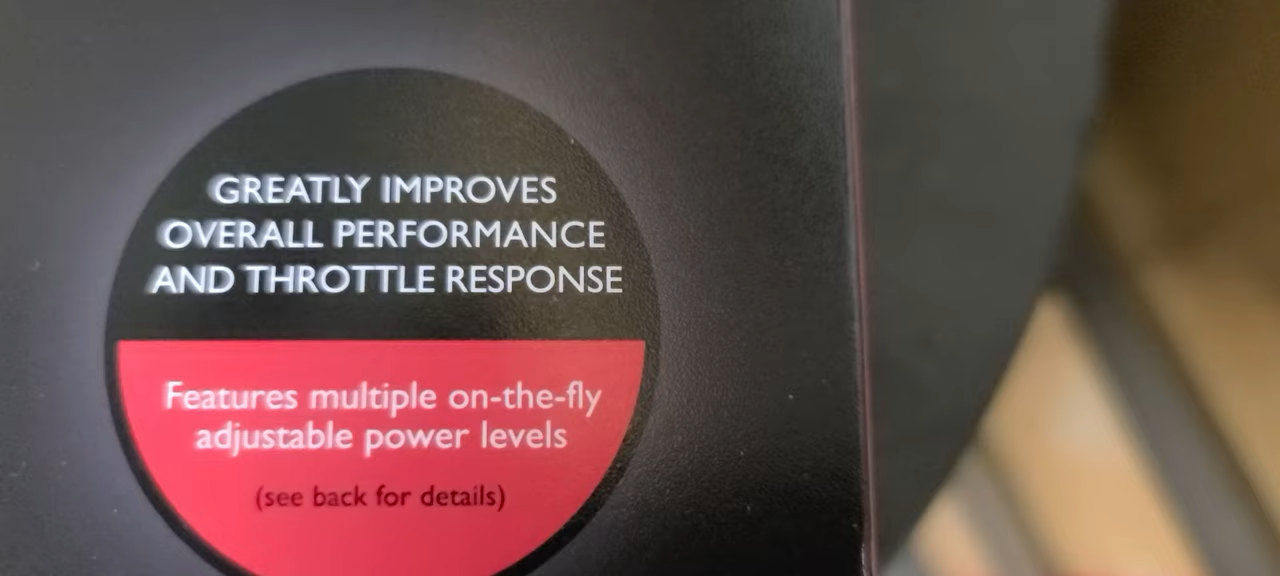 GREATLY IMPROVES
OVERALL PERFORMANCE
AND THROTTLE RESPONSE
Features multiple on-the-fly
adjustable power levels
(see back for details)